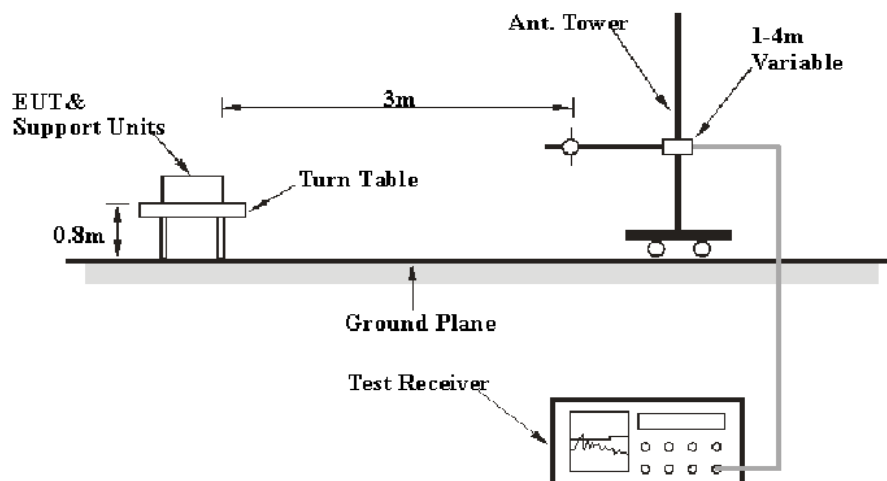 Ant. Tower
1-4m
Variable
3m
EUT&
Support Units
Turn Table
0.8m
Ground Plane
Test Receiver